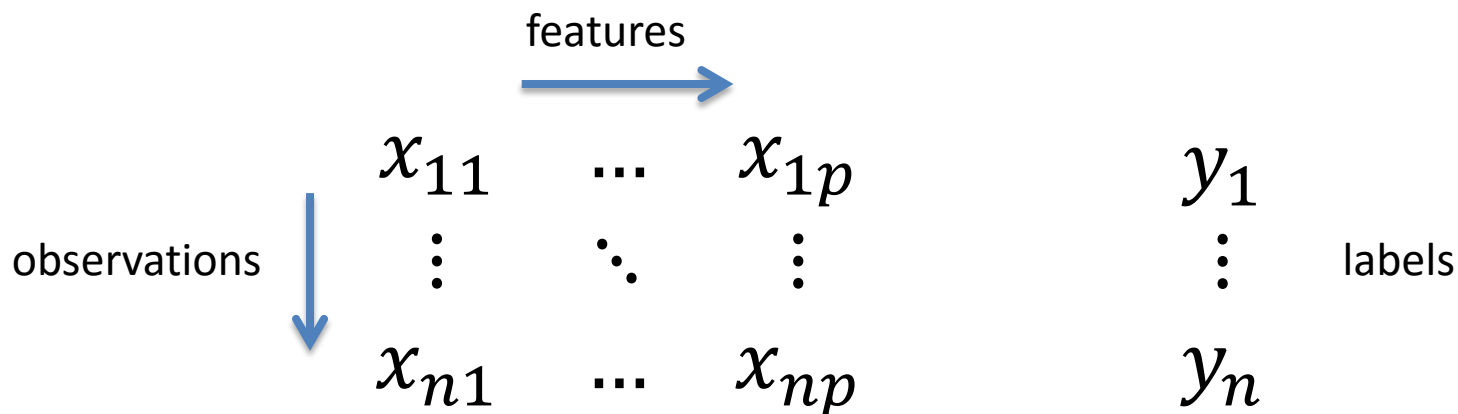 features
x₁₁ ... x₁ₚ y₁
observations ⋮ ⋱ ⋮ ⋮ labels
xₙ₁ ... xₙₚ yₙ